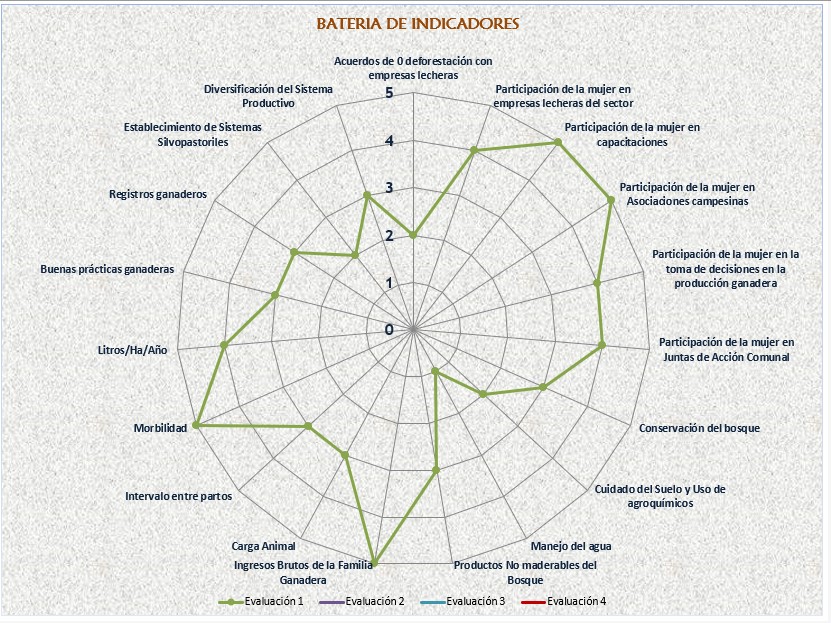 BATERIA DE INDICADORES
Acuerdos de 0 deforestación con
empresas lecheras
Participación de la mujer en
empresas lecheras del sector
Participación de la mujer en
capacitaciones
Participación de la mujer en
Asociaciones campesinas
Participación de la mujer en la
toma de decisiones en la
producción ganadera
Participación de la mujer en
Juntas de Acción Comunal
Conservación del bosque
Cuidado del Suelo y Uso de
agroquímicos
Manejo del agua
Productos No maderables del
Bosque
Ingresos Brutos de la Familia
Ganadera
Carga Animal
Intervalo entre partos
Morbilidad
Litros/Ha/Año
Buenas prácticas ganaderas
Registros ganaderos
Establecimiento de Sistemas
Silvopastoriles
Diversificación del Sistema
Productivo
5
4
3
2
1
0
Evaluación 1 Evaluación 2 Evaluación 3 Evaluación 4